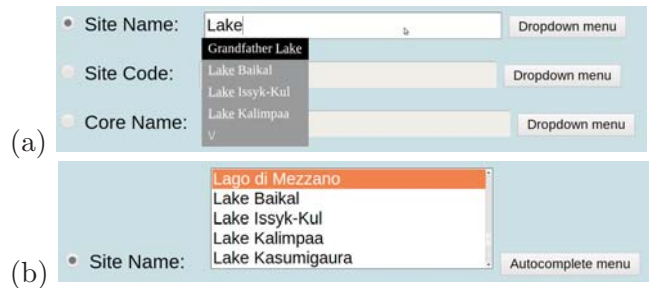 Site Name: Lake Dropdown menu
Grandfather Lake
Site Code: Lake Baikal Dropdown menu
Lake Issyk-Kul
Lake Kalimpaa
(a) Core Name: V Dropdown menu
Lago di Mezzano
Lake Baikal
Lake Issyk-Kul
Lake Kalimpaa
(b) Site Name: Lake Kasumigaura Autocomplete menu